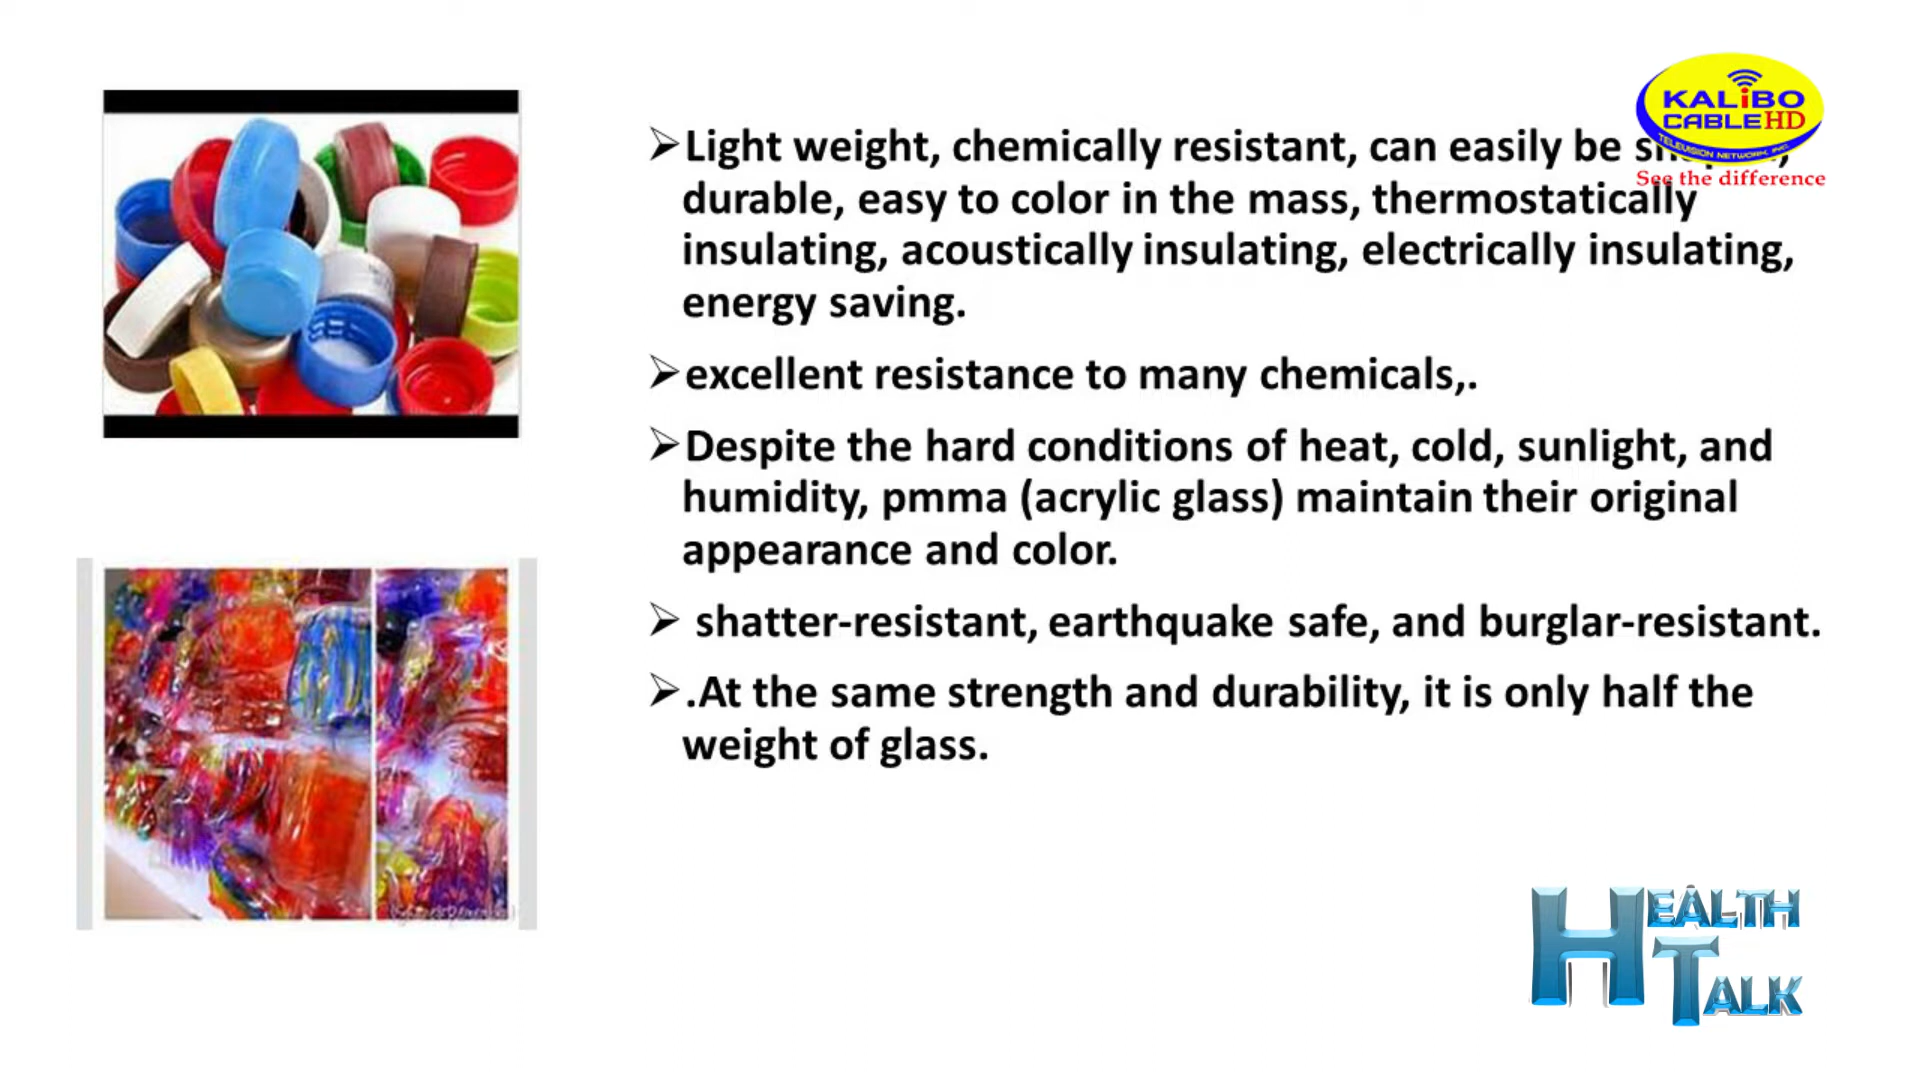 ➢Light weight, chemically resistant, can easily be
durable, easy to color in the mass, thermostatically
insulating, acoustically insulating, electrically insulating,
energy saving.
➢excellent resistance to many chemicals,.
➢Despite the hard conditions of heat, cold, sunlight, and
humidity, pmma (acrylic glass) maintain their original
appearance and color.
➢ shatter-resistant, earthquake safe, and burglar-resistant.
➢.At the same strength and durability, it is only half the
weight of glass.
KALiBO
CABLEHD
TELEVISION NETWORK, INC.
See the difference
HEALTH
TALK